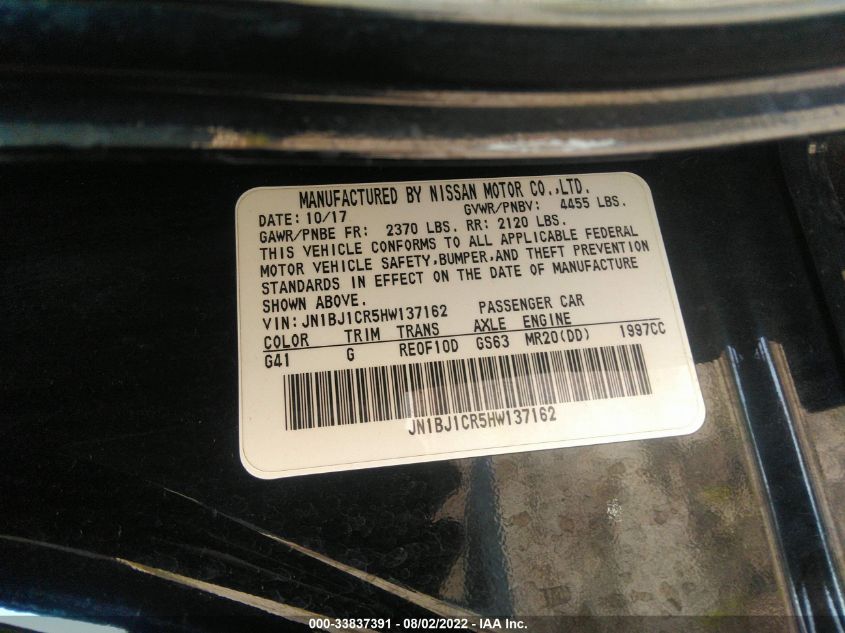 MANUFACTURED BY NISSAN MOTOR CO.,LTD.
DATE: 10/17 GVWR/PNBV: 4455 LBS.
GAWR/PNBE FR: 2370 LBS. RR: 2120 LBS.
THIS VEHICLE CONFORMS TO ALL APPLICABLE FEDERAL
MOTOR VEHICLE SAFETY,BUMPER,AND THEFT PREVENTION
STANDARDS IN EFFECT ON THE DATE OF MANUFACTURE
SHOWN ABOVE.
VIN: JN1BJ1CR5HW137162 PASSENGER CAR
COLOR TRIM TRANS AXLE ENGINE
G41 G REOF10D GS63 MR20(DD) 1997CC
JN1BJ1CR5HW137162
000-33837391 - 08/02/2022 - IAA Inc.